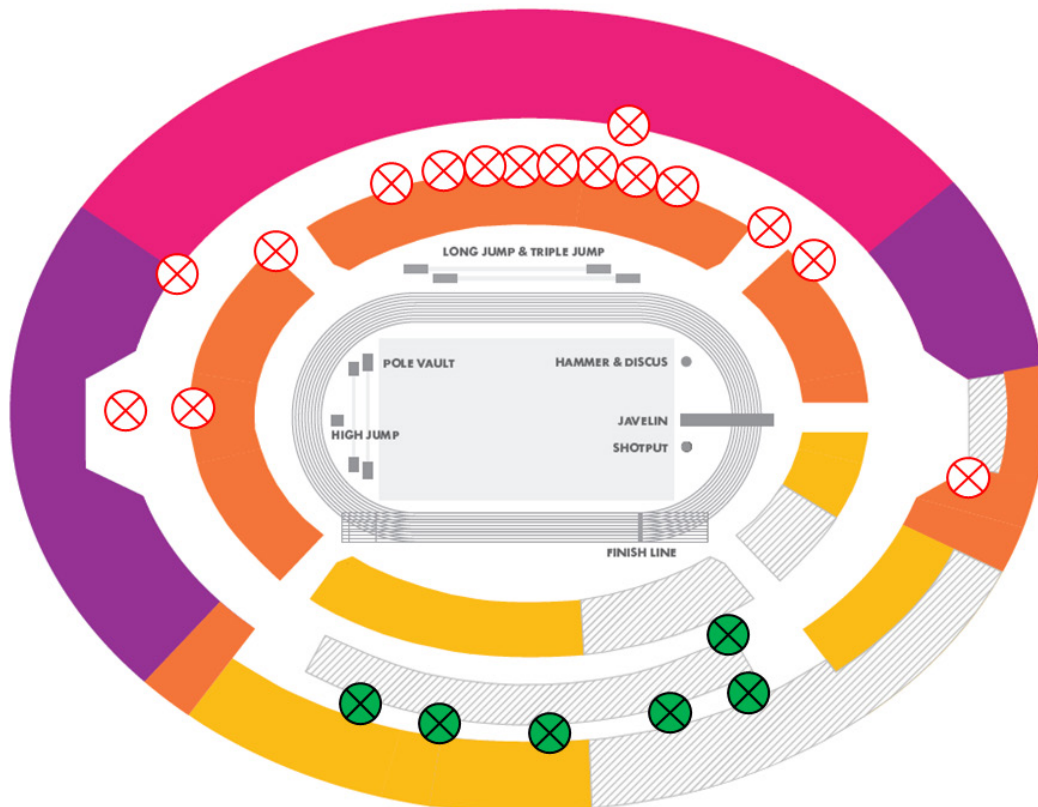 LONG JUMP & TRIPLE JUMP
POLE VAULT
HAMMER & DISCUS
HIGH JUMP
JAVELIN
SHOTPUT
FINISH LINE